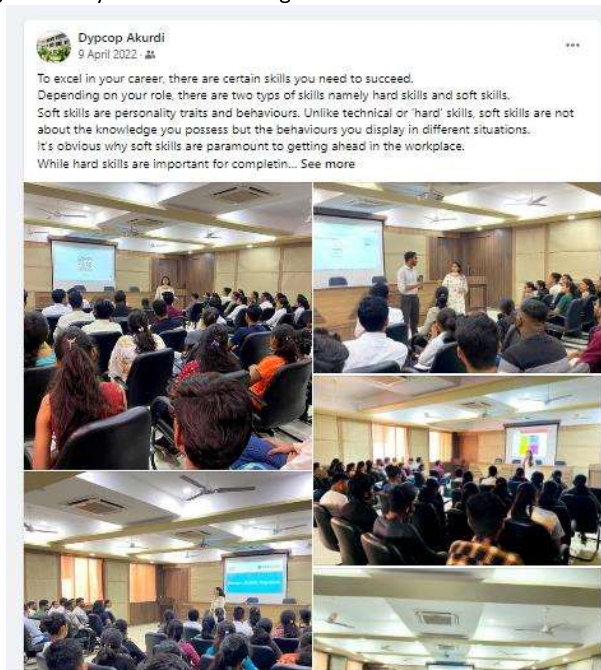 Dypcop Akurdi
9 April 2022
To excel in your career, there are certain skills you need to succeed.
Depending on your role, there are two typs of skills namely hard skills and soft skills.
Soft skills are personality traits and behaviours. Unlike technical or 'hard' skills, soft skills are not
about the knowledge you possess but the behaviours you display in different situations.
It's obvious why soft skills are paramount to getting ahead in the workplace.
While hard skills are important for completin... See more